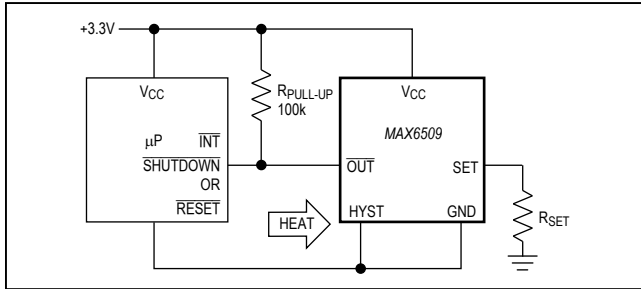 +3.3V
VCC
RPULL-UP
100k
VCC
μP
INT
MAX6509
SHUTDOWN
OUT
SET
OR
RESET
HEAT
HYST
GND
RSET